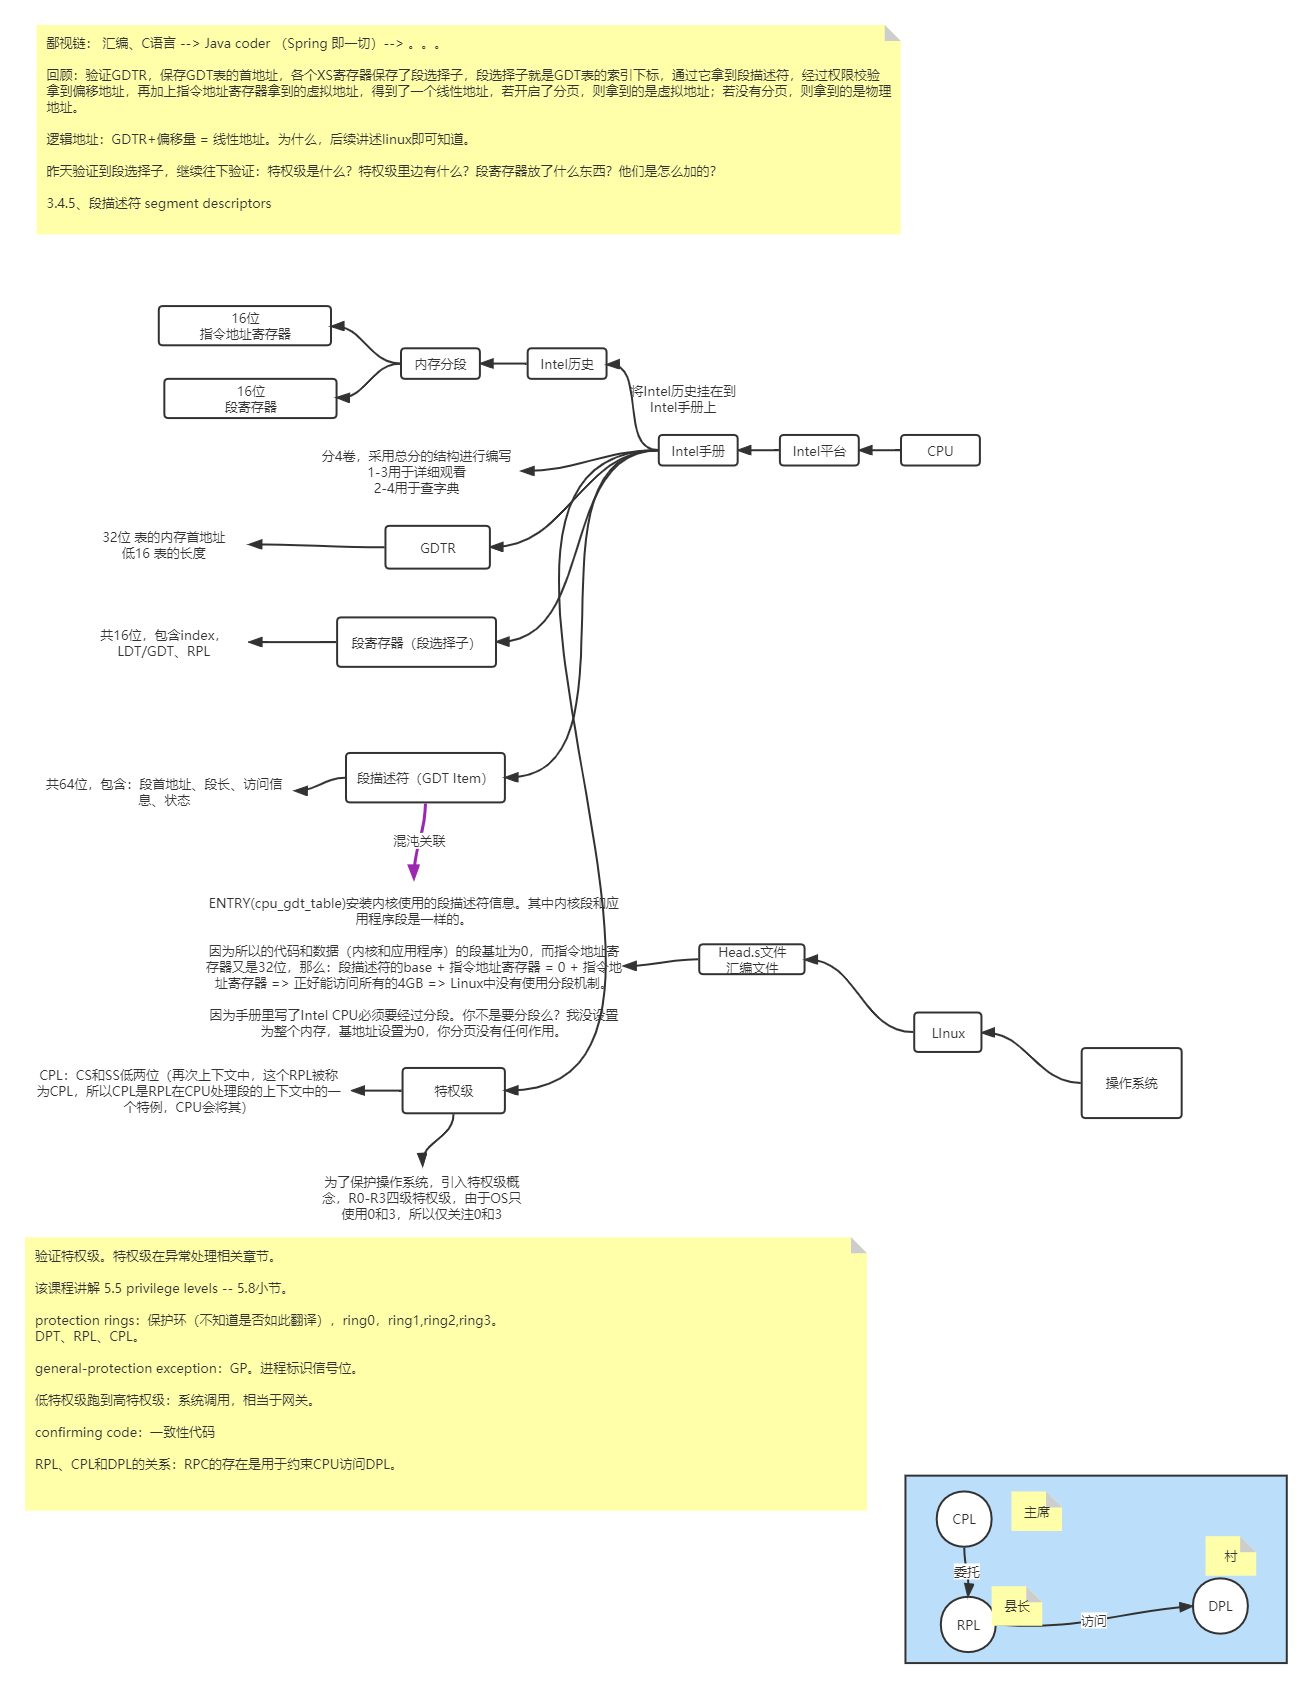 鄙视链： 汇编、C语言 --> Java coder （Spring 即一切）--> 。。。
回顾：验证GDTR，保存GDT表的首地址，各个XS寄存器保存了段选择子，段选择子就是GDT表的索引下标，通过它拿到段描述符，经过权限校验
拿到偏移地址，再加上指令地址寄存器拿到的虚拟地址，得到了一个线性地址，若开启了分页，则拿到的是虚拟地址；若没有分页，则拿到的是物理
地址。
逻辑地址：GDTR+偏移量 = 线性地址。为什么，后续讲述linux即可知道。
昨天验证到段选择子，继续往下验证：特权级是什么？特权级里边有什么？段寄存器放了什么东西？他们是怎么加的？
3.4.5、段描述符 segment descriptors
16位
指令地址寄存器
16位
段寄存器
内存分段
Intel历史
将Intel历史挂在到
Intel手册上
Intel手册
Intel平台
CPU
分4卷，采用总分的结构进行编写
1-3用于详细观看
2-4用于查字典
32位 表的内存首地址
低16 表的长度
GDTR
共16位，包含index，
LDT/GDT、RPL
段寄存器（段选择子）
共64位，包含：段首地址、段长、访问信
息、状态
段描述符（GDT Item）
混沌关联
ENTRY(cpu_gdt_table)安装内核使用的段描述符信息。其中内核段和应
用程序段是一样的。
因为所以的代码和数据（内核和应用程序）的段基址为0，而指令地址寄
存器又是32位，那么：段描述符的base + 指令地址寄存器 = 0 + 指令地
址寄存器 => 正好能访问所有的4GB => Linux中没有使用分段机制。
因为手册里写了Intel CPU必须要经过分段。你不是要分段么？我没设置
为整个内存，基地址设置为0，你分页没有任何作用。
Head.s文件
汇编文件
LInux
操作系统
CPL：CS和SS低两位（再次上下文中，这个RPL被称
为CPL，所以CPL是RPL在CPU处理段的上下文中的一
个特例，CPU会将其）
特权级
为了保护操作系统，引入特权级概
念，R0-R3四级特权级，由于OS只
使用0和3，所以仅关注0和3
验证特权级。特权级在异常处理相关章节。
该课程讲解 5.5 privilege levels -- 5.8小节。
protection rings：保护环（不知道是否如此翻译），ring0，ring1,ring2,ring3。
DPT、RPL、CPL。
general-protection exception：GP。进程标识信号位。
低特权级跑到高特权级：系统调用，相当于网关。
confirming code：一致性代码
RPL、CPL和DPL的关系：RPC的存在是用于约束CPU访问DPL。
CPL
主席
村
委托
县长
DPL
RPL
访问